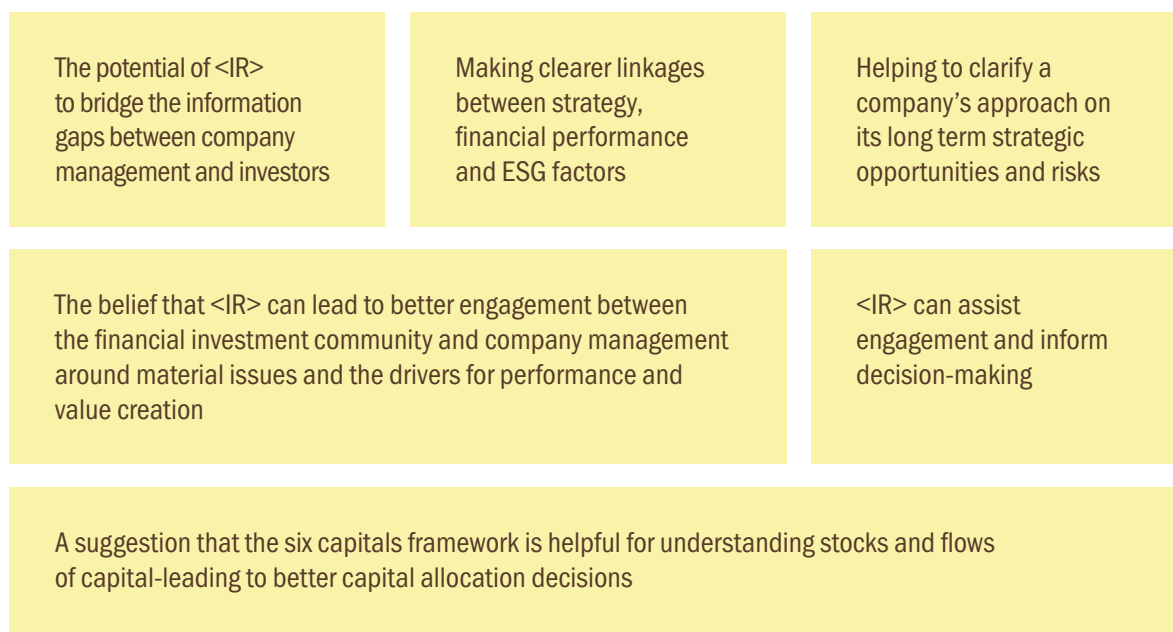 The potential of <IR>
to bridge the information
gaps between company
management and investors
Making clearer linkages
between strategy,
financial performance
and ESG factors
Helping to clarify a
company’s approach on
its long term strategic
opportunities and risks
The belief that <IR> can lead to better engagement between
the financial investment community and company management
around material issues and the drivers for performance and
value creation
<IR> can assist
engagement and inform
decision-making
A suggestion that the six capitals framework is helpful for understanding stocks and flows
of capital-leading to better capital allocation decisions